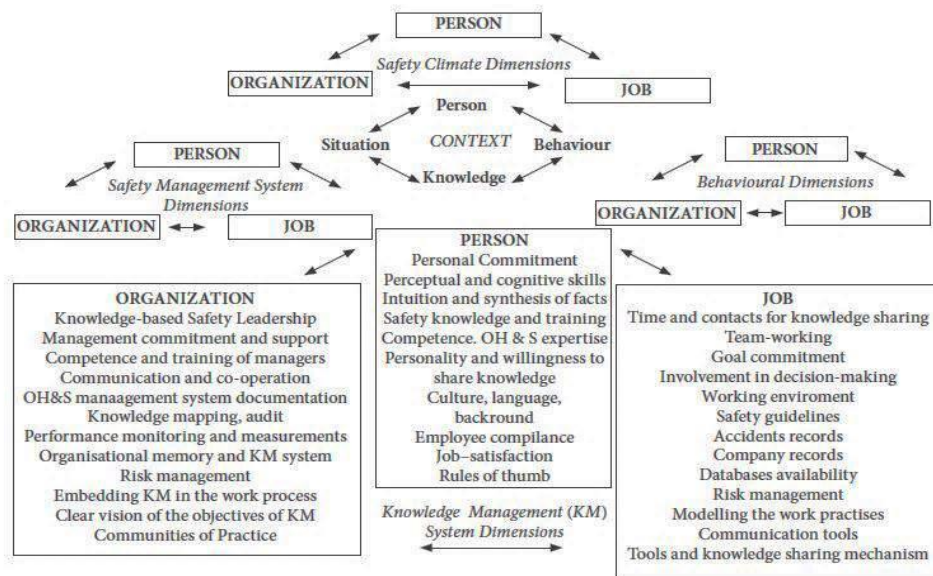 PERSON
Safety Climate Dimensions
ORGANIZATION
JOB
Person
Situation
CONTEXT
Behaviour
Knowledge
PERSON
Safety Management System
Dimensions
ORGANIZATION
JOB
PERSON
Behavioural Dimensions
ORGANIZATION
JOB
ORGANIZATION
Knowledge-based Safety Leadership
Management commitment and support
Competence and training of managers
Communication and co-operation
OH&S manaagement system documentation
Knowledge mapping, audit
Performance monitoring and measurements
Organisational memory and KM system
Risk management
Embedding KM in the work process
Clear vision of the objectives of KM
Communities of Practice
PERSON
Personal Commitment
Perceptual and cognitive skills
Intuition and synthesis of facts
Safety knowledge and training
Competence. OH & S expertise
Personality and willingness to
share knowledge
Culture, language,
backround
Employee compilance
Job–satisfaction
Rules of thumb
Knowledge Management (KM)
System Dimensions
JOB
Time and contacts for knowledge sharing
Team-working
Goal commitment
Involvement in decision-making
Working enviroment
Safety guidelines
Accidents records
Company records
Databases availability
Risk management
Modelling the work practises
Communication tools
Tools and knowledge sharing mechanism